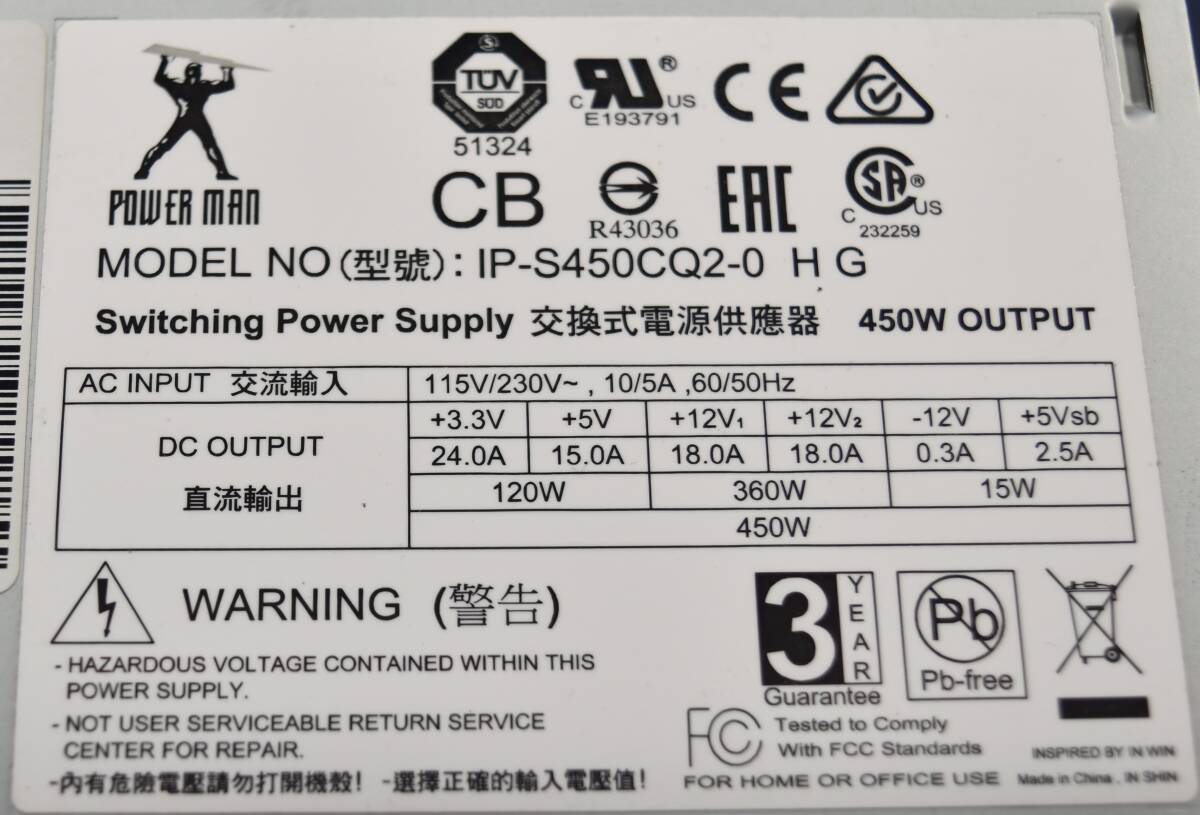 POWER MAN
TÜV
SÜD
51324
C RU US ®
E193791
CE
CB
R43036
EAC
SA ®
C US
232259
MODEL NO (型號): IP-S450CQ2-0 H G
Switching Power Supply 交換式電源供應器 450W OUTPUT
AC INPUT 交流輸入 115V/230V~ , 10/5A ,60/50Hz
DC OUTPUT
直流輸出
+3.3V +5V +12V₁ +12V₂ -12V +5Vsb
24.0A 15.0A 18.0A 18.0A 0.3A 2.5A
120W 360W 15W
450W
WARNING (警告)
- HAZARDOUS VOLTAGE CONTAINED WITHIN THIS
POWER SUPPLY.
- NOT USER SERVICEABLE RETURN SERVICE
CENTER FOR REPAIR.
-內有危險電壓請勿打開機殼! -選擇正確的輸入電壓值!
3 YEAR
Guarantee
Pb
Pb-free
FC Tested to Comply
With FCC Standards
FOR HOME OR OFFICE USE
INSPIRED BY IN WIN
Made in China . IN SHIN